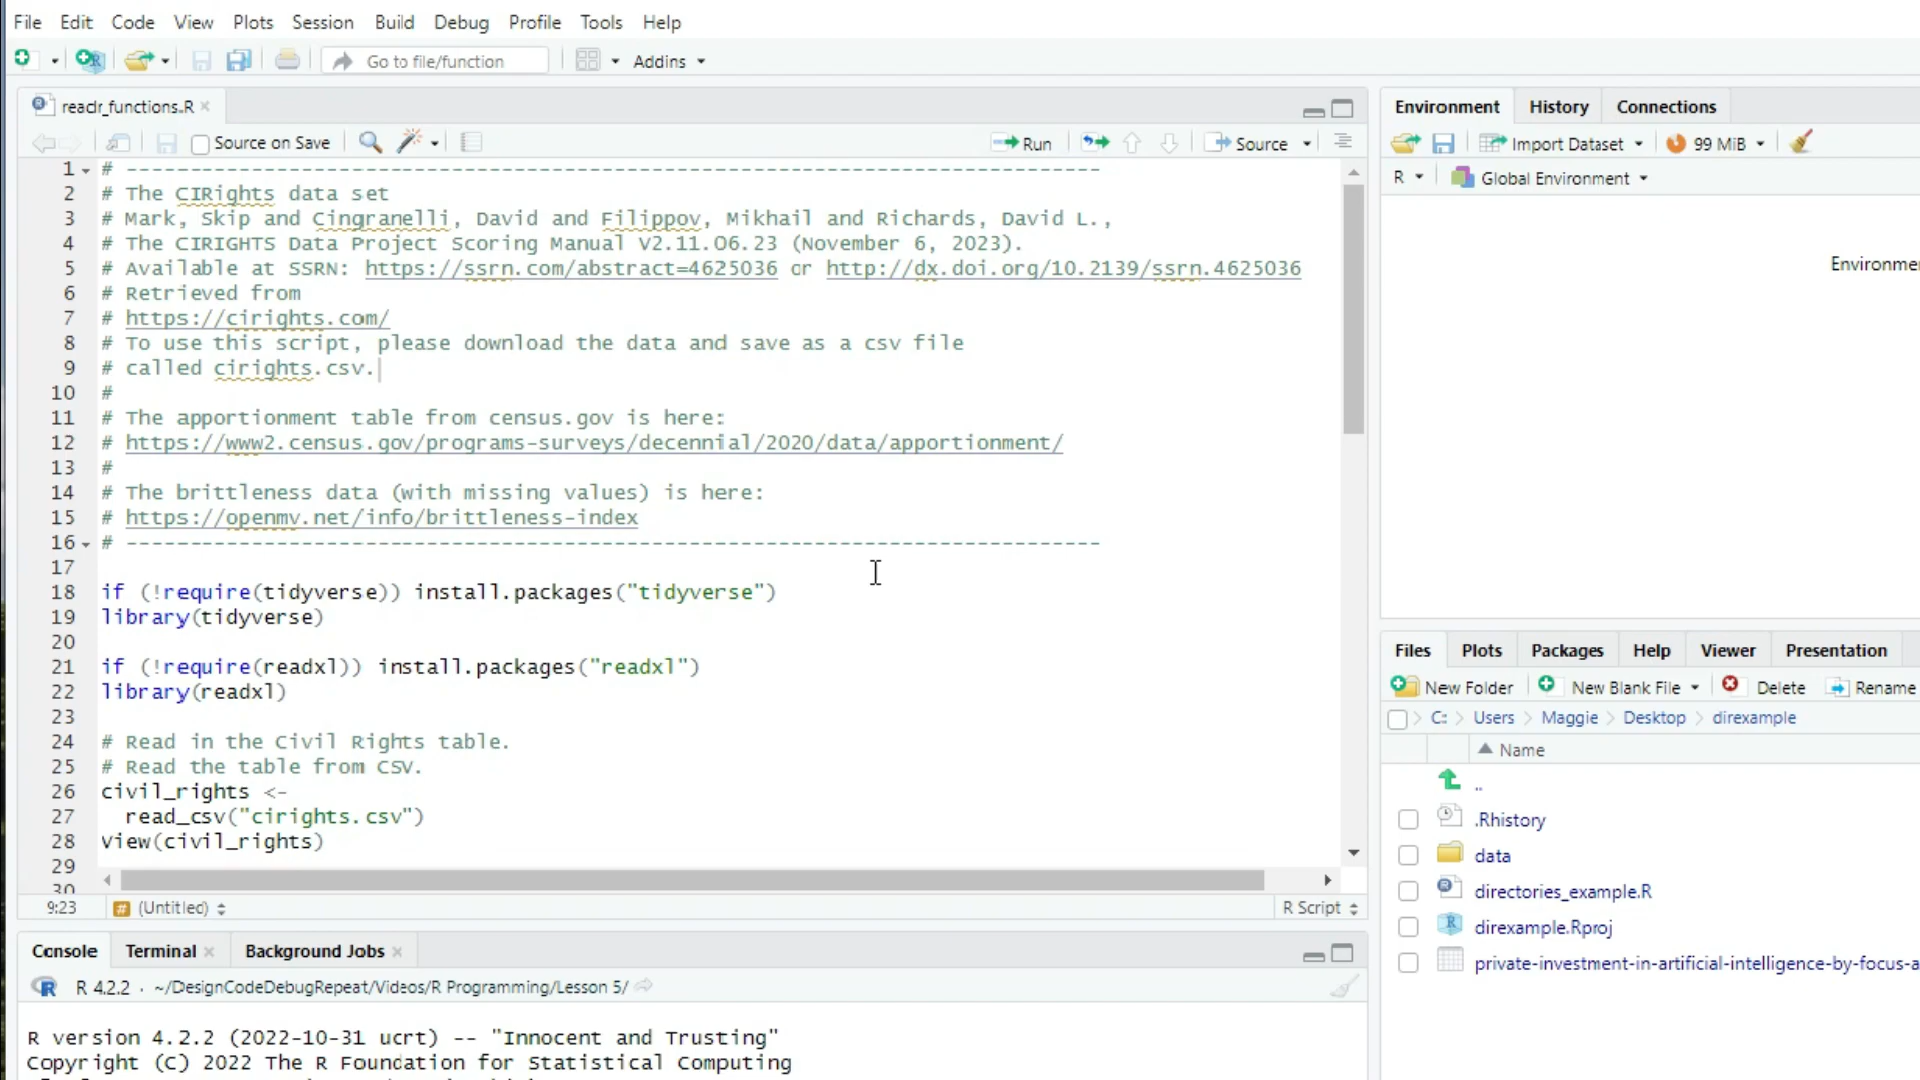 File Edit Code View Plots Session Build Debug Profile Tools Help
Go to file/function Addins
readr_functions.R
Source on Save Run Source
1 # -------------------------------------------------------------------------------
2 # The CIRights data set
3 # Mark, Skip and Cingranelli, David and Filippov, Mikhail and Richards, David L.,
4 # The CIRIGHTS Data Project Scoring Manual V2.11.06.23 (November 6, 2023).
5 # Available at SSRN: https://ssrn.com/abstract=4625036 or http://dx.doi.org/10.2139/ssrn.4625036
6 # Retrieved from
7 # https://cirights.com/
8 # To use this script, please download the data and save as a csv file
9 # called cirights.csv.
10 #
11 # The apportionment table from census.gov is here:
12 # https://www2.census.gov/programs-surveys/decennial/2020/data/apportionment/
13 #
14 # The brittleness data (with missing values) is here:
15 # https://openmv.net/info/brittleness-index
16 # -------------------------------------------------------------------------------
17
18 if (!require(tidyverse)) install.packages("tidyverse")
19 library(tidyverse)
20
21 if (!require(readxl)) install.packages("readxl")
22 library(readxl)
23
24 # Read in the Civil Rights table.
25 # Read the table from CSV.
26 civil_rights <-
27 read_csv("cirights.csv")
28 view(civil_rights)
29
30
9:23 (Untitled) R Script
Console Terminal Background Jobs
R 4.2.2 · ~/DesignCodeDebugRepeat/Videos/R Programming/Lesson 5/
R version 4.2.2 (2022-10-31 ucrt) -- "Innocent and Trusting"
Copyright (C) 2022 The R Foundation for Statistical Computing
Environment History Connections
Import Dataset 99 MiB
R Global Environment
Environme
Files Plots Packages Help Viewer Presentation
New Folder New Blank File Delete Rename
C: Users Maggie Desktop direxample
Name
..
.Rhistory
data
directories_example.R
direxample.Rproj
private-investment-in-artificial-intelligence-by-focus-a